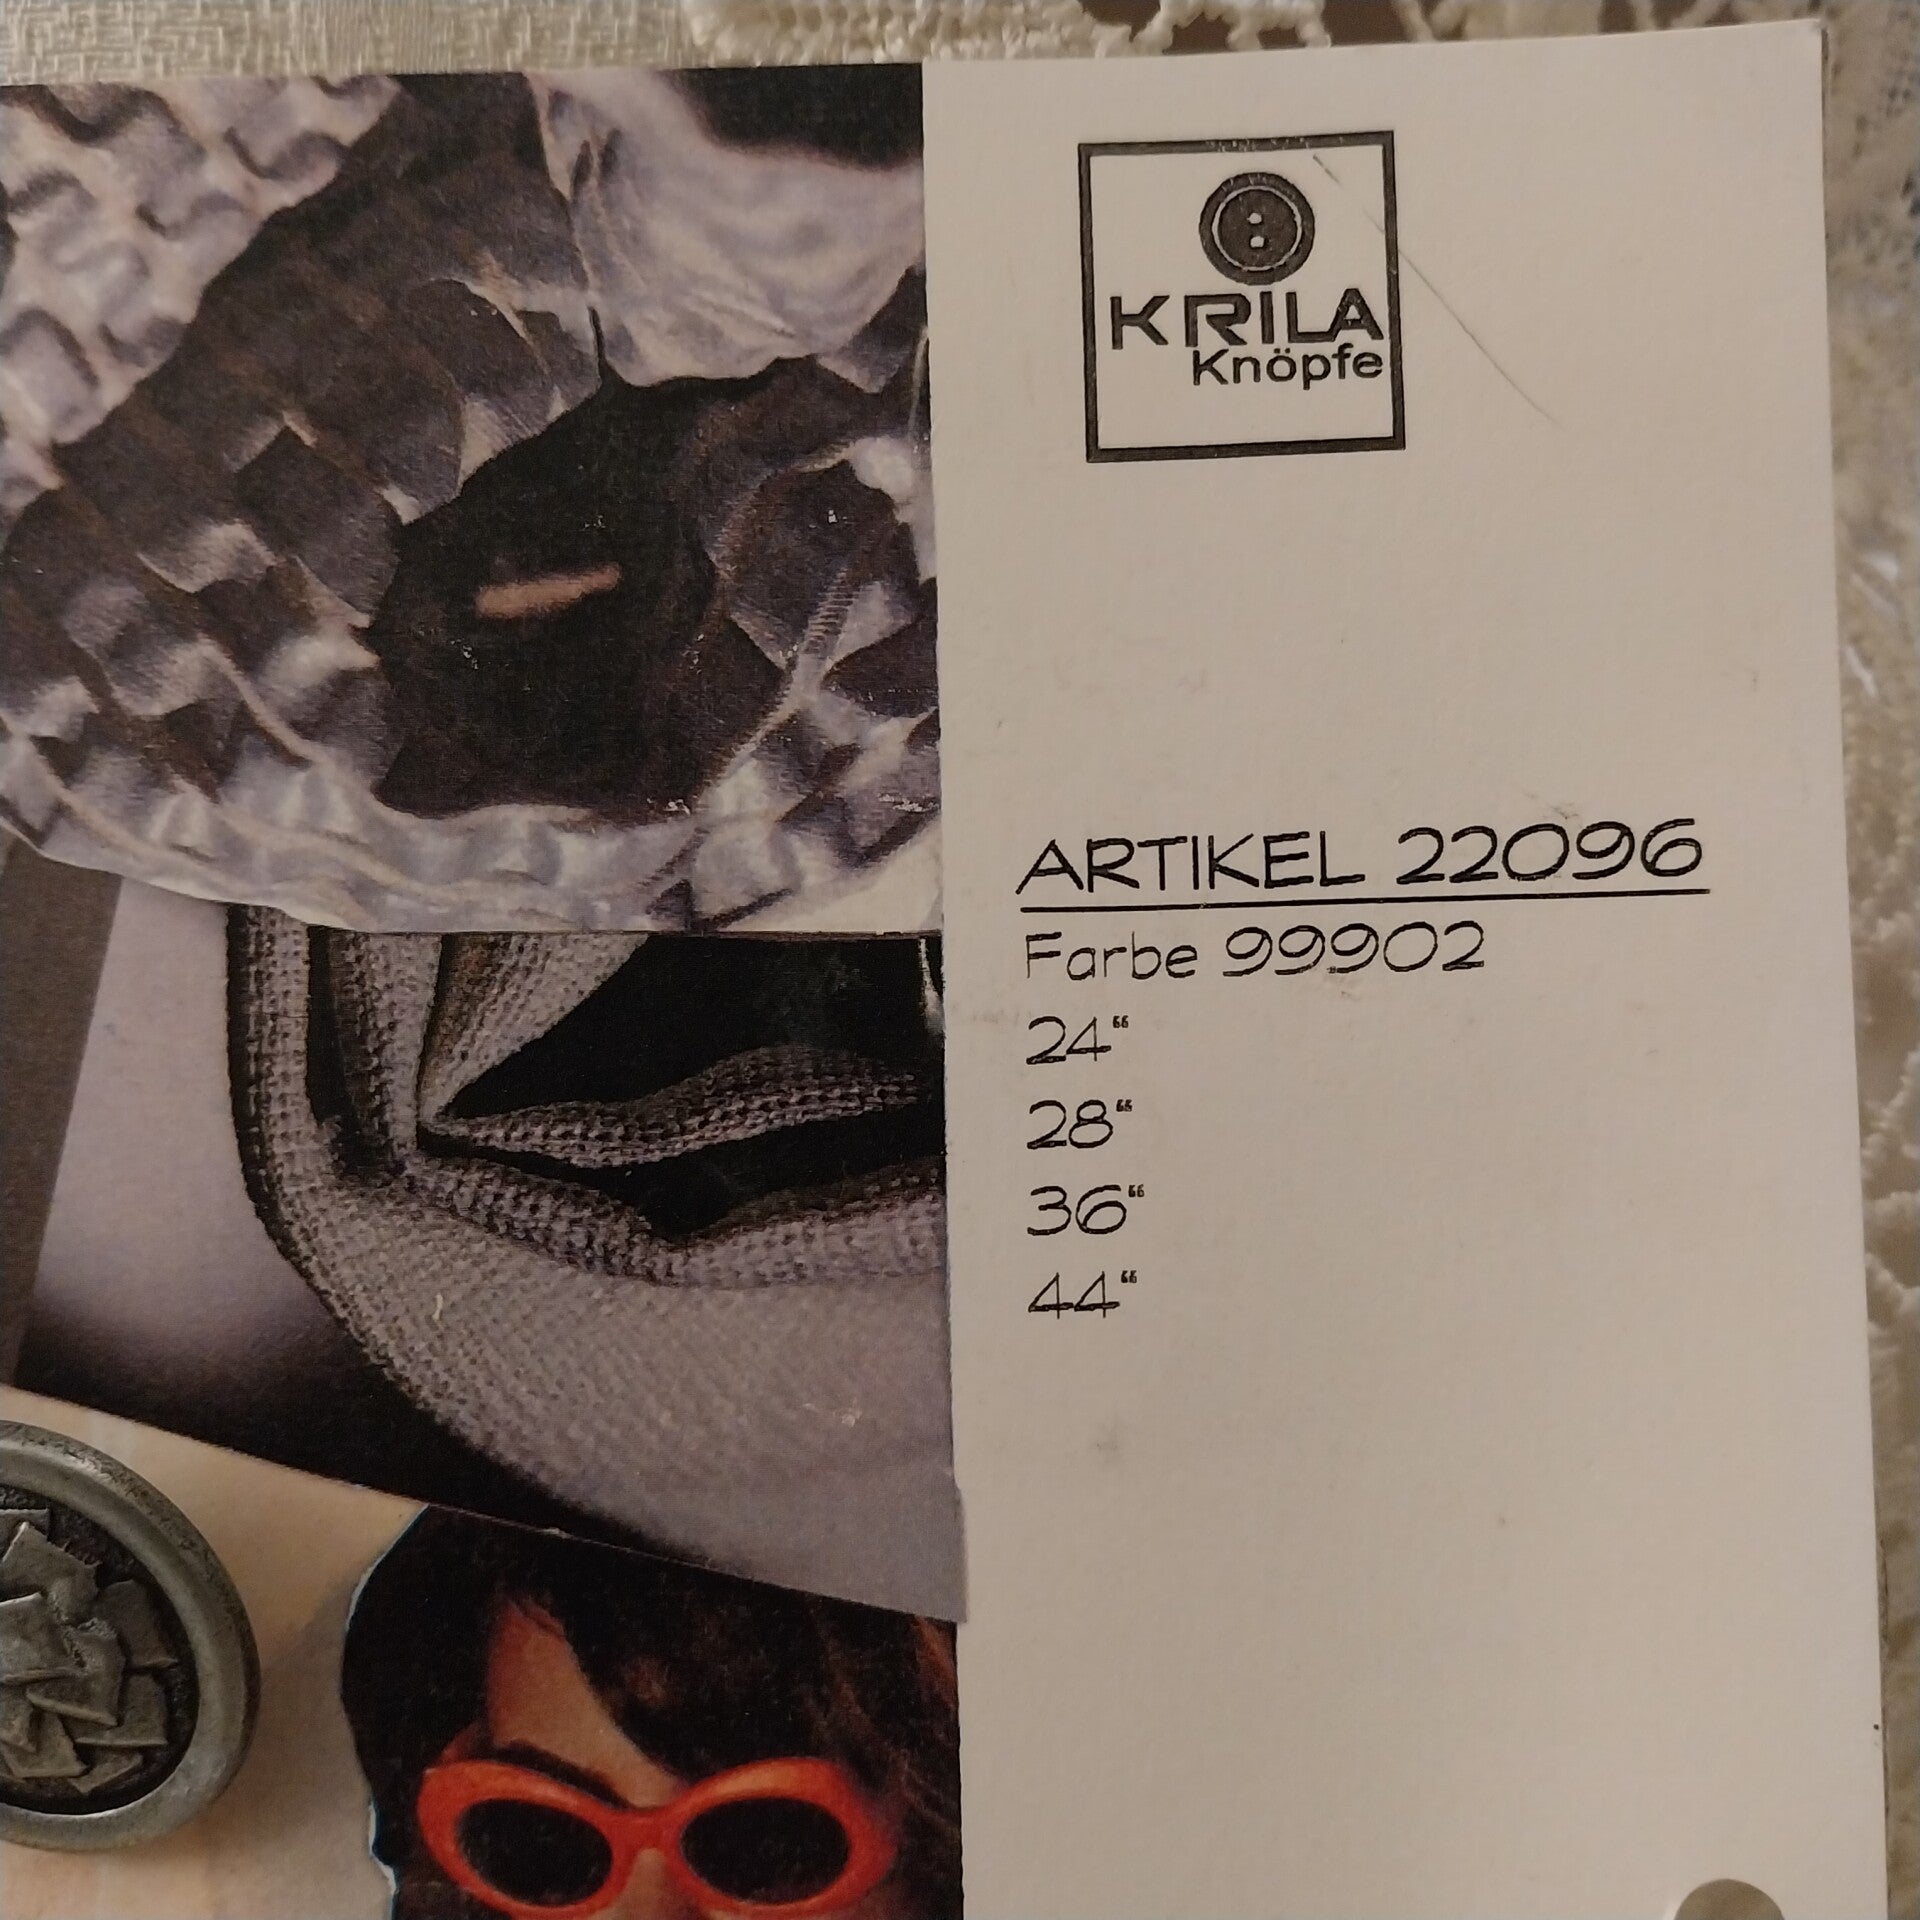 KRILA
Knöpfe
ARTIKEL 22096
Farbe 99902
24“
28“
36“
44“